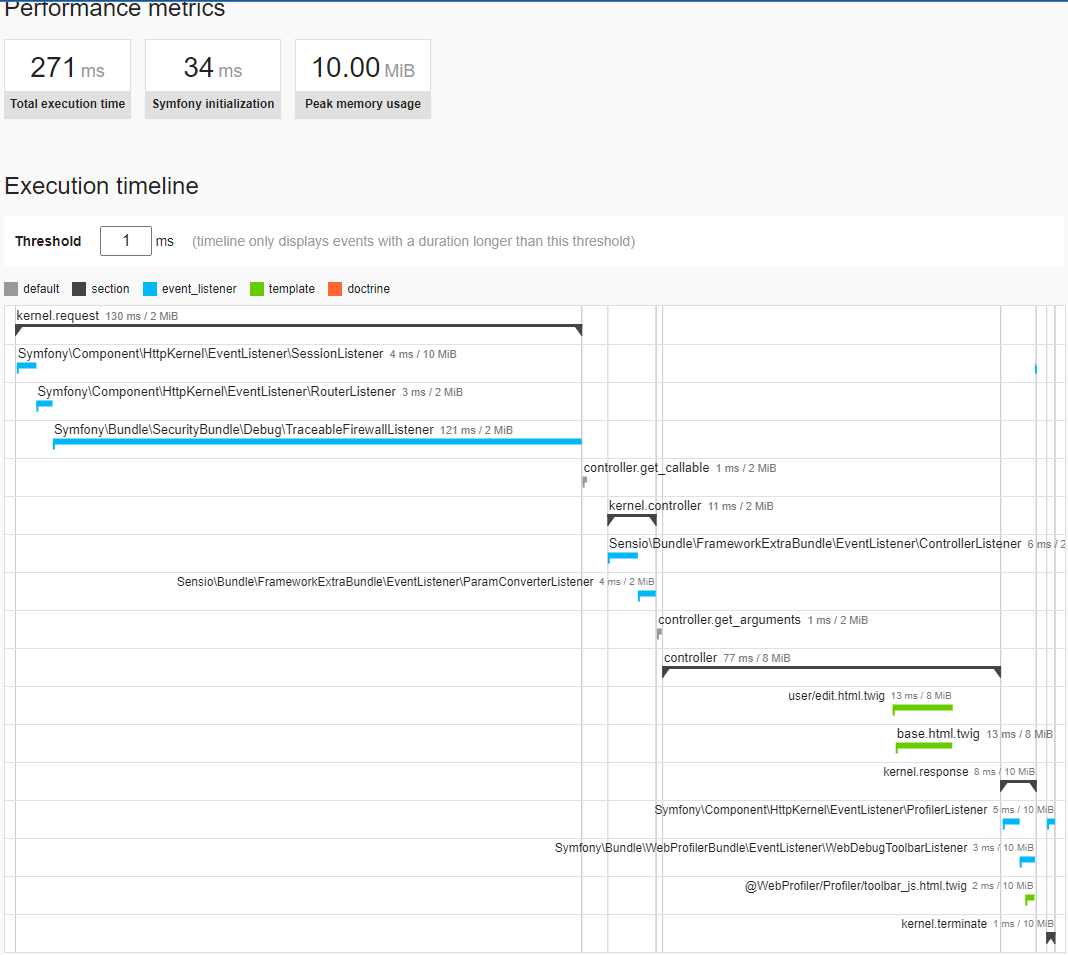 Performance metrics
271 ms
34 ms
10.00 MiB
Total execution time
Symfony initialization
Peak memory usage
Execution timeline
Threshold 1 ms (timeline only displays events with a duration longer than this threshold)
default section event_listener template doctrine
kernel.request 130 ms / 2 MiB
Symfony\Component\HttpKernel\EventListener\SessionListener 4 ms / 10 MiB
Symfony\Component\HttpKernel\EventListener\RouterListener 3 ms / 2 MiB
Symfony\Bundle\SecurityBundle\Debug\TraceableFirewallListener 121 ms / 2 MiB
controller.get_callable 1 ms / 2 MiB
kernel.controller 11 ms / 2 MiB
Sensio\Bundle\FrameworkExtraBundle\EventListener\ControllerListener 6 ms / 2
Sensio\Bundle\FrameworkExtraBundle\EventListener\ParamConverterListener 4 ms / 2 MiB
controller.get_arguments 1 ms / 2 MiB
controller 77 ms / 8 MiB
user/edit.html.twig 13 ms / 8 MiB
base.html.twig 13 ms / 8 MiB
kernel.response 8 ms / 10 MiB
Symfony\Component\HttpKernel\EventListener\ProfilerListener 5 ms / 10 MiB
Symfony\Bundle\WebProfilerBundle\EventListener\WebDebugToolbarListener 3 ms / 10 MiB
@WebProfiler/Profiler/toolbar_js.html.twig 2 ms / 10 MiB
kernel.terminate 1 ms / 10 MiB